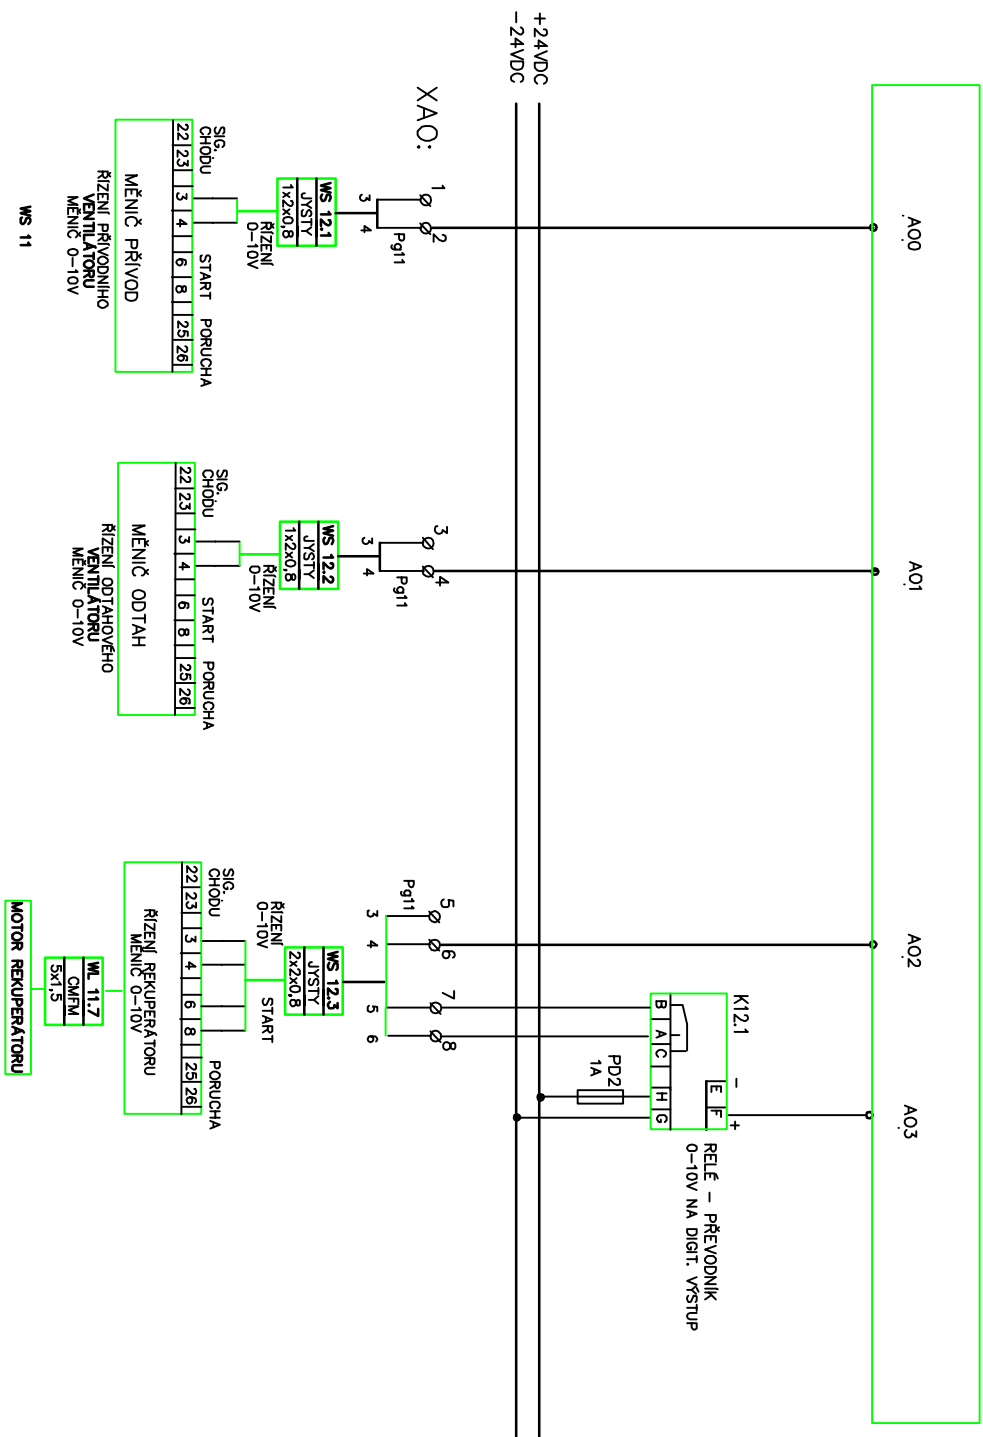 +24VDC
−24VDC
XAO:
AO0
AO1
AO2
AO3
K12.1
B
A
C
H
G
−
E
F
+
PD2
1A
RELÉ − PŘEVODNÍK
0−10V NA DIGIT. VÝSTUP
1
2
3
4
Pg11
WS 12.1
JYSTY
1x2x0,8
ŘÍZENÍ
0−10V
SIG.
CHODU
START
PORUCHA
22
23
3
4
6
8
25
26
MĚNIČ PŘÍVOD
ŘÍZENÍ PŘÍVODNÍHO
VENTILÁTORU
MĚNIČ 0−10V
WS 11
3
4
3
4
Pg11
WS 12.2
JYSTY
1x2x0,8
ŘÍZENÍ
0−10V
SIG.
CHODU
START
PORUCHA
22
23
3
4
6
8
25
26
MĚNIČ ODTAH
ŘÍZENÍ ODTAHOVÉHO
VENTILÁTORU
MĚNIČ 0−10V
5
6
7
8
Pg11
3
4
5
6
WS 12.3
JYSTY
2x2x0,8
ŘÍZENÍ
0−10V
START
SIG.
CHODU
PORUCHA
22
23
3
4
6
8
25
26
ŘÍZENÍ REKUPERÁTORU
MĚNIČ 0−10V
WL 11.7
CMFM
5x1,5
MOTOR REKUPERÁTORU